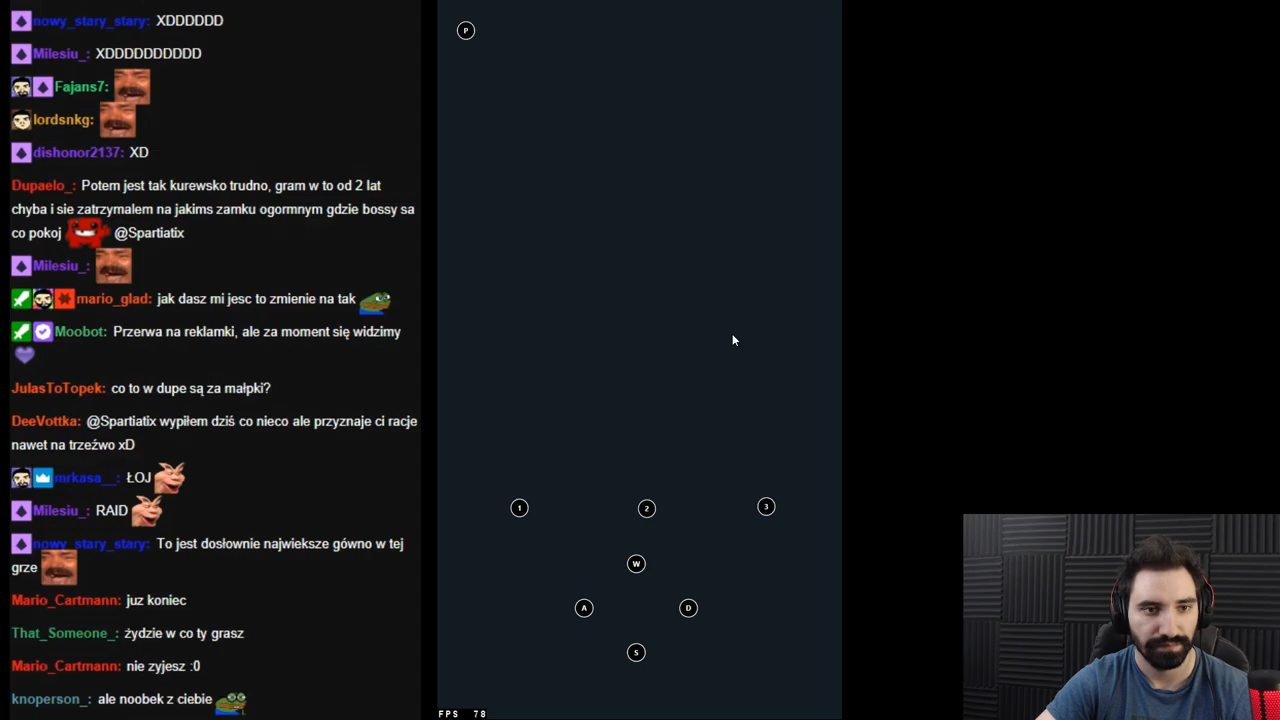 nowy_stary_stary: XDDDDDD
Milesiu_: XDDDDDDDDDD
Fajans7:
lordsnkg:
dishonor2137: XD
Dupaelo_: Potem jest tak kurewsko trudno, gram w to od 2 lat
chyba i sie zatrzymalem na jakims zamku ogormnym gdzie bossy sa
co pokoj @Spartiatix
Milesiu_:
mario_glad: jak dasz mi jesc to zmienie na tak
Moobot: Przerwa na reklamki, ale za moment się widzimy
JulasToTopek: co to w dupe są za małpki?
DeeVottka: @Spartiatix wypiłem dziś co nieco ale przyznaje ci racje
nawet na trzeźwo xD
mrkasa__: ŁOJ
Milesiu_: RAID
nowy_stary_stary: To jest dosłownie najwieksze gówno w tej
grze
Mario_Cartmann: juz koniec
That_Someone_: żydzie w co ty grasz
Mario_Cartmann: nie zyjesz :0
knoperson_: ale noobek z ciebie
P
1 2 3
W
A D
S
FPS 78